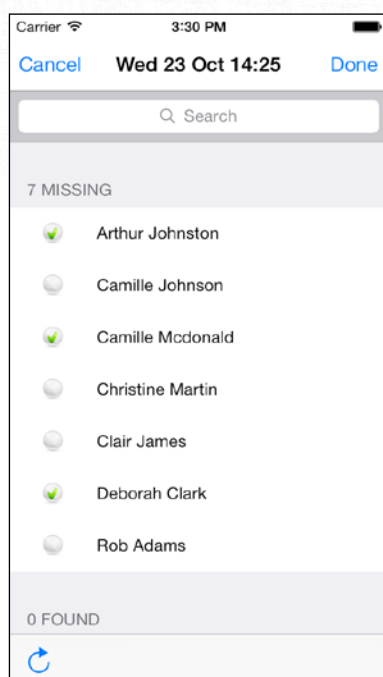 Carrier 3:30 PM
Cancel Wed 23 Oct 14:25 Done
Search
7 MISSING
Arthur Johnston
Camille Johnson
Camille Mcdonald
Christine Martin
Clair James
Deborah Clark
Rob Adams
0 FOUND